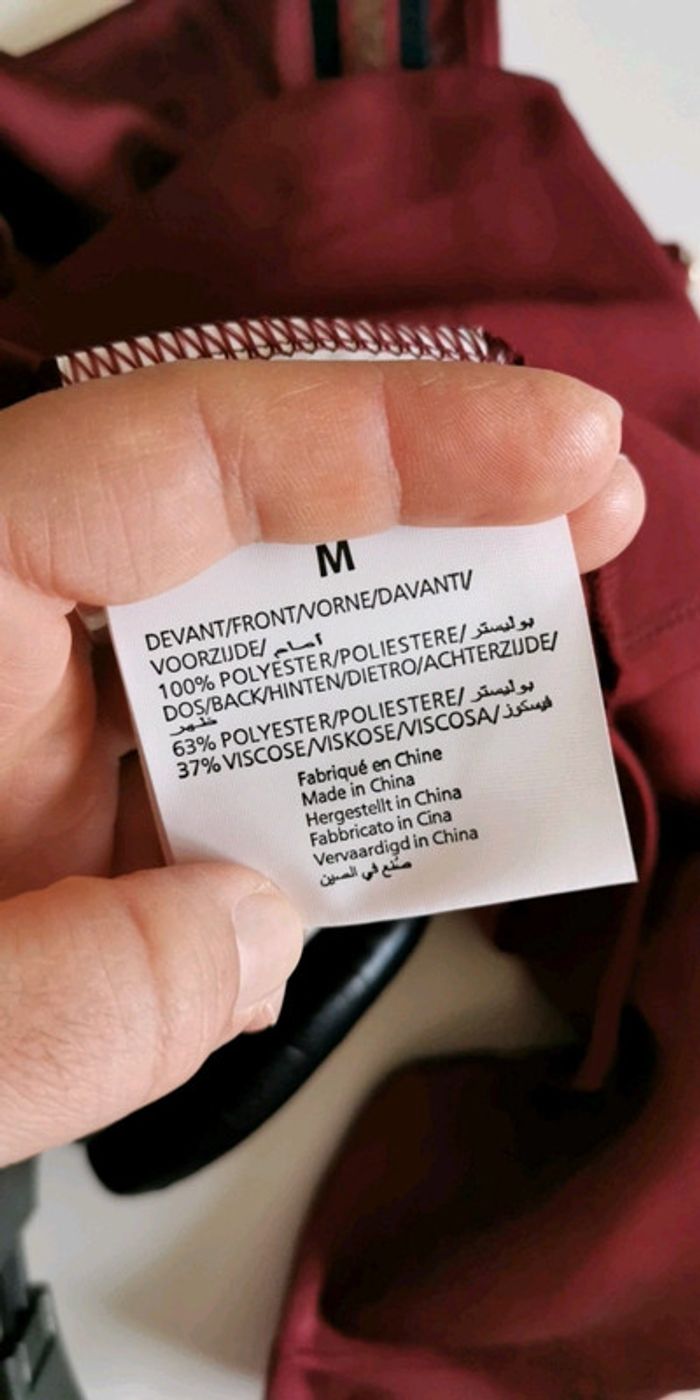 M
DEVANT/FRONT/VORNE/DAVANTI/
VOORZIJDE/ أمام
100% POLYESTER/POLIESTERE/ بوليستر
DOS/BACK/HINTEN/DIETRO/ACHTERZIJDE/
ظهر
63% POLYESTER/POLIESTERE/ بوليستر
37% VISCOSE/VISKOSE/VISCOSA/ فيسكوز
Fabriqué en Chine
Made in China
Hergestellt in China
Fabbricato in Cina
Vervaardigd in China
صنع في الصين